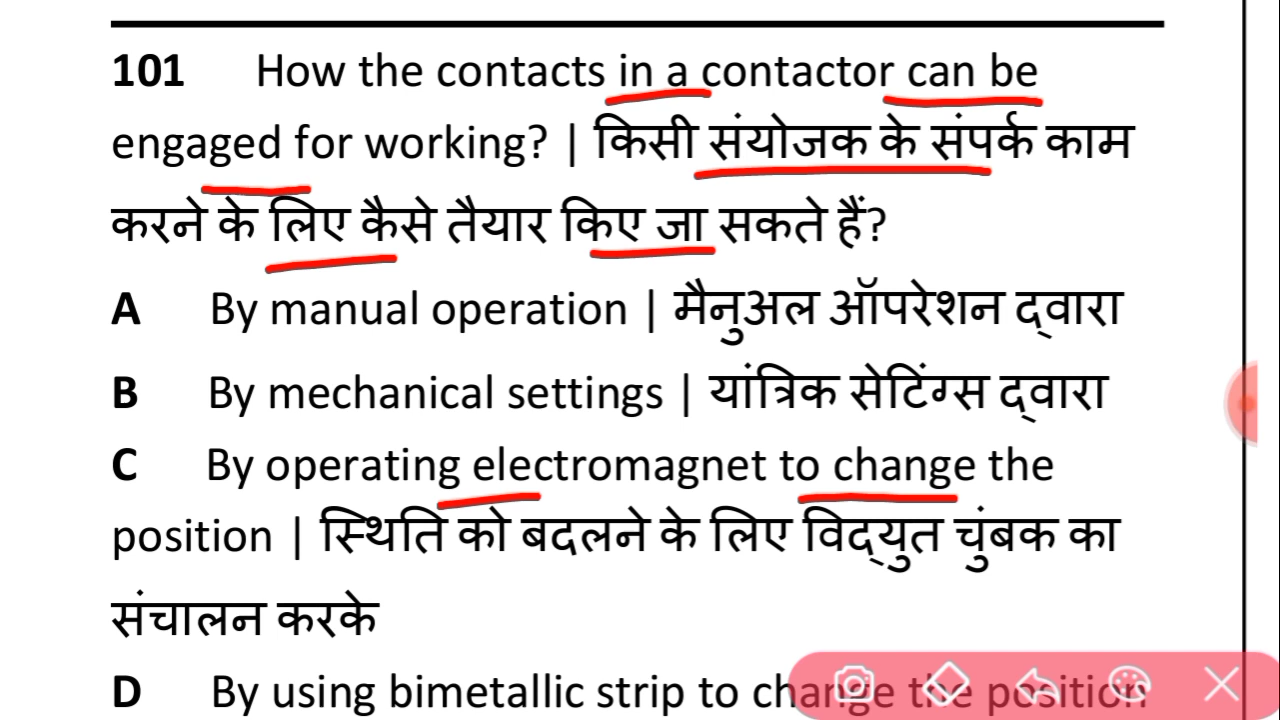 101 How the contacts in a contactor can be
engaged for working? | किसी संयोजक के संपर्क काम
करने के लिए कैसे तैयार किए जा सकते हैं?
A By manual operation | मैनुअल ऑपरेशन द्वारा
B By mechanical settings | यांत्रिक सेटिंग्स द्वारा
C By operating electromagnet to change the
position | स्थिति को बदलने के लिए विद्युत चुंबक का
संचालन करके
D By using bimetallic strip to change the position